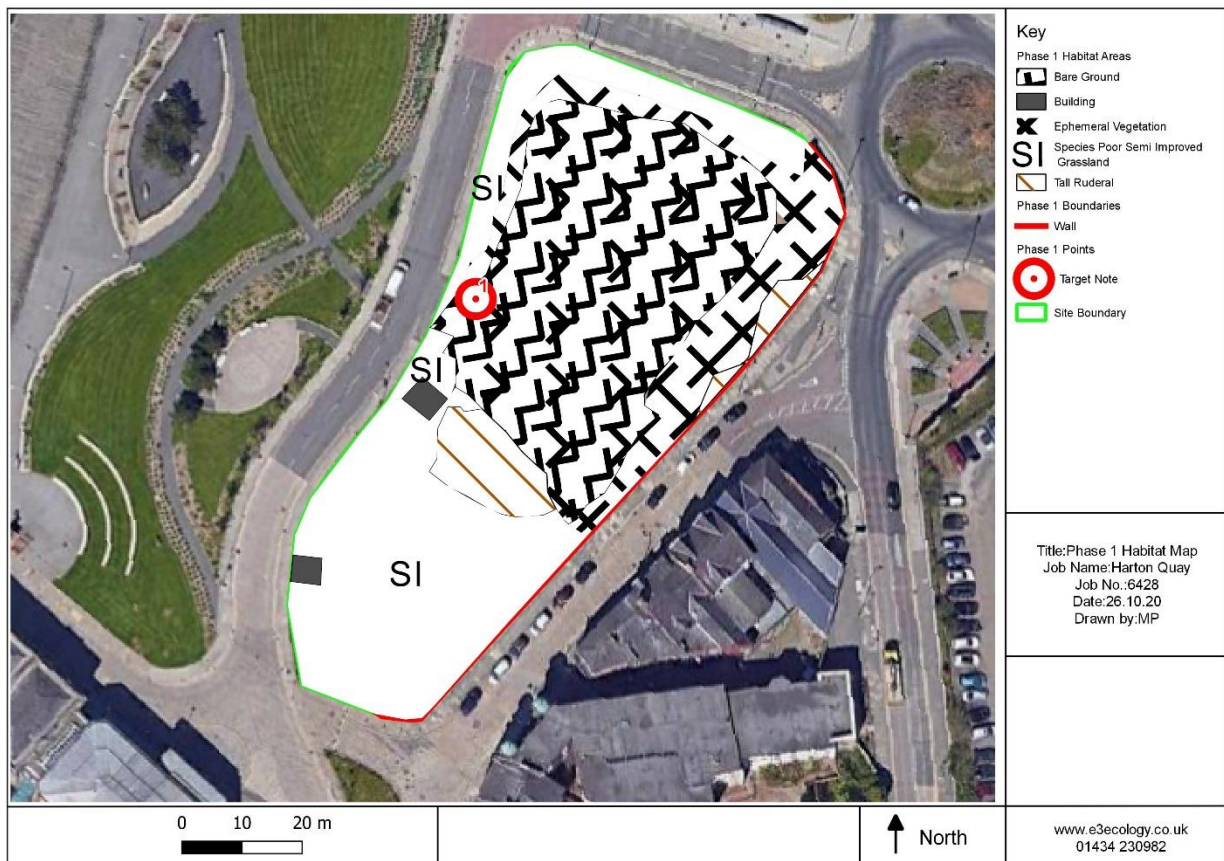 Key
Phase 1 Habitat Areas
Bare Ground
Building
Ephemeral Vegetation
SI Species Poor Semi Improved
Grassland
Tall Ruderal
Phase 1 Boundaries
Wall
Phase 1 Points
Target Note
Site Boundary
SI
1
SI
SI
Title:Phase 1 Habitat Map
Job Name:Harton Quay
Job No.:6428
Date:26.10.20
Drawn by:MP
0 10 20 m
North
www.e3ecology.co.uk
01434 230982